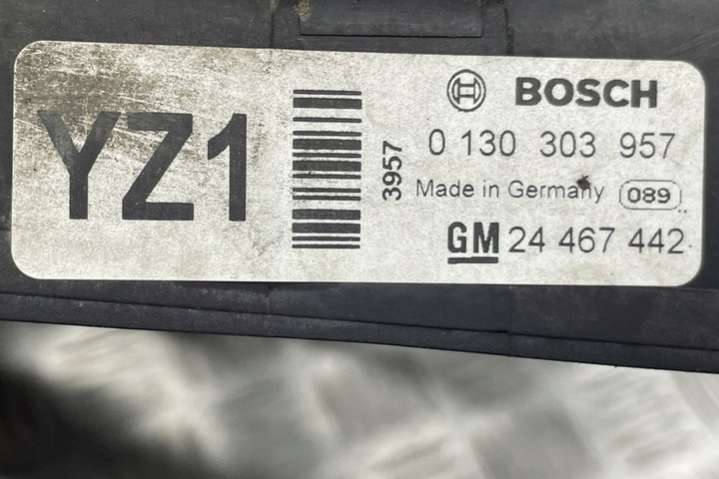 YZ1
3957
BOSCH
0 130 303 957
Made in Germany 089
GM 24 467 442